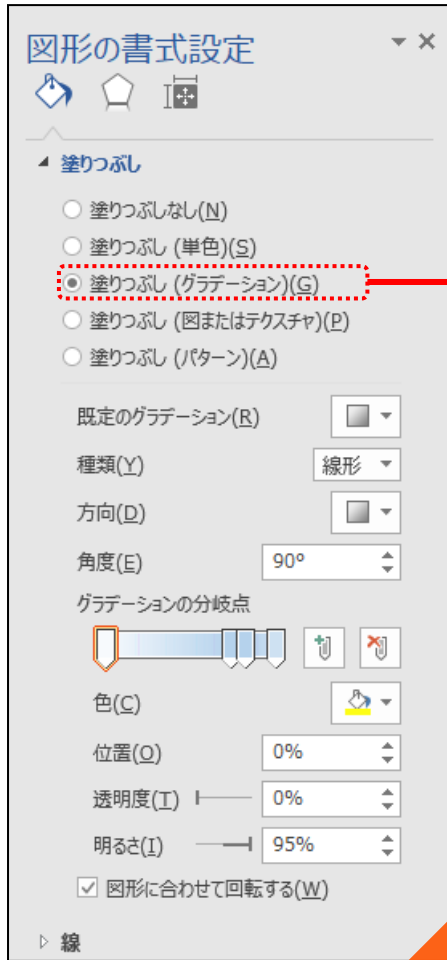 図形の書式設定
塗りつぶし
塗りつぶしなし(N)
塗りつぶし (単色)(S)
塗りつぶし (グラデーション)(G)
塗りつぶし (図またはテクスチャ)(P)
塗りつぶし (パターン)(A)
既定のグラデーション(R)
種類(Y) 線形
方向(D)
角度(E) 90°
グラデーションの分岐点
色(C)
位置(O) 0%
透明度(T) 0%
明るさ(I) 95%
図形に合わせて回転する(W)
線